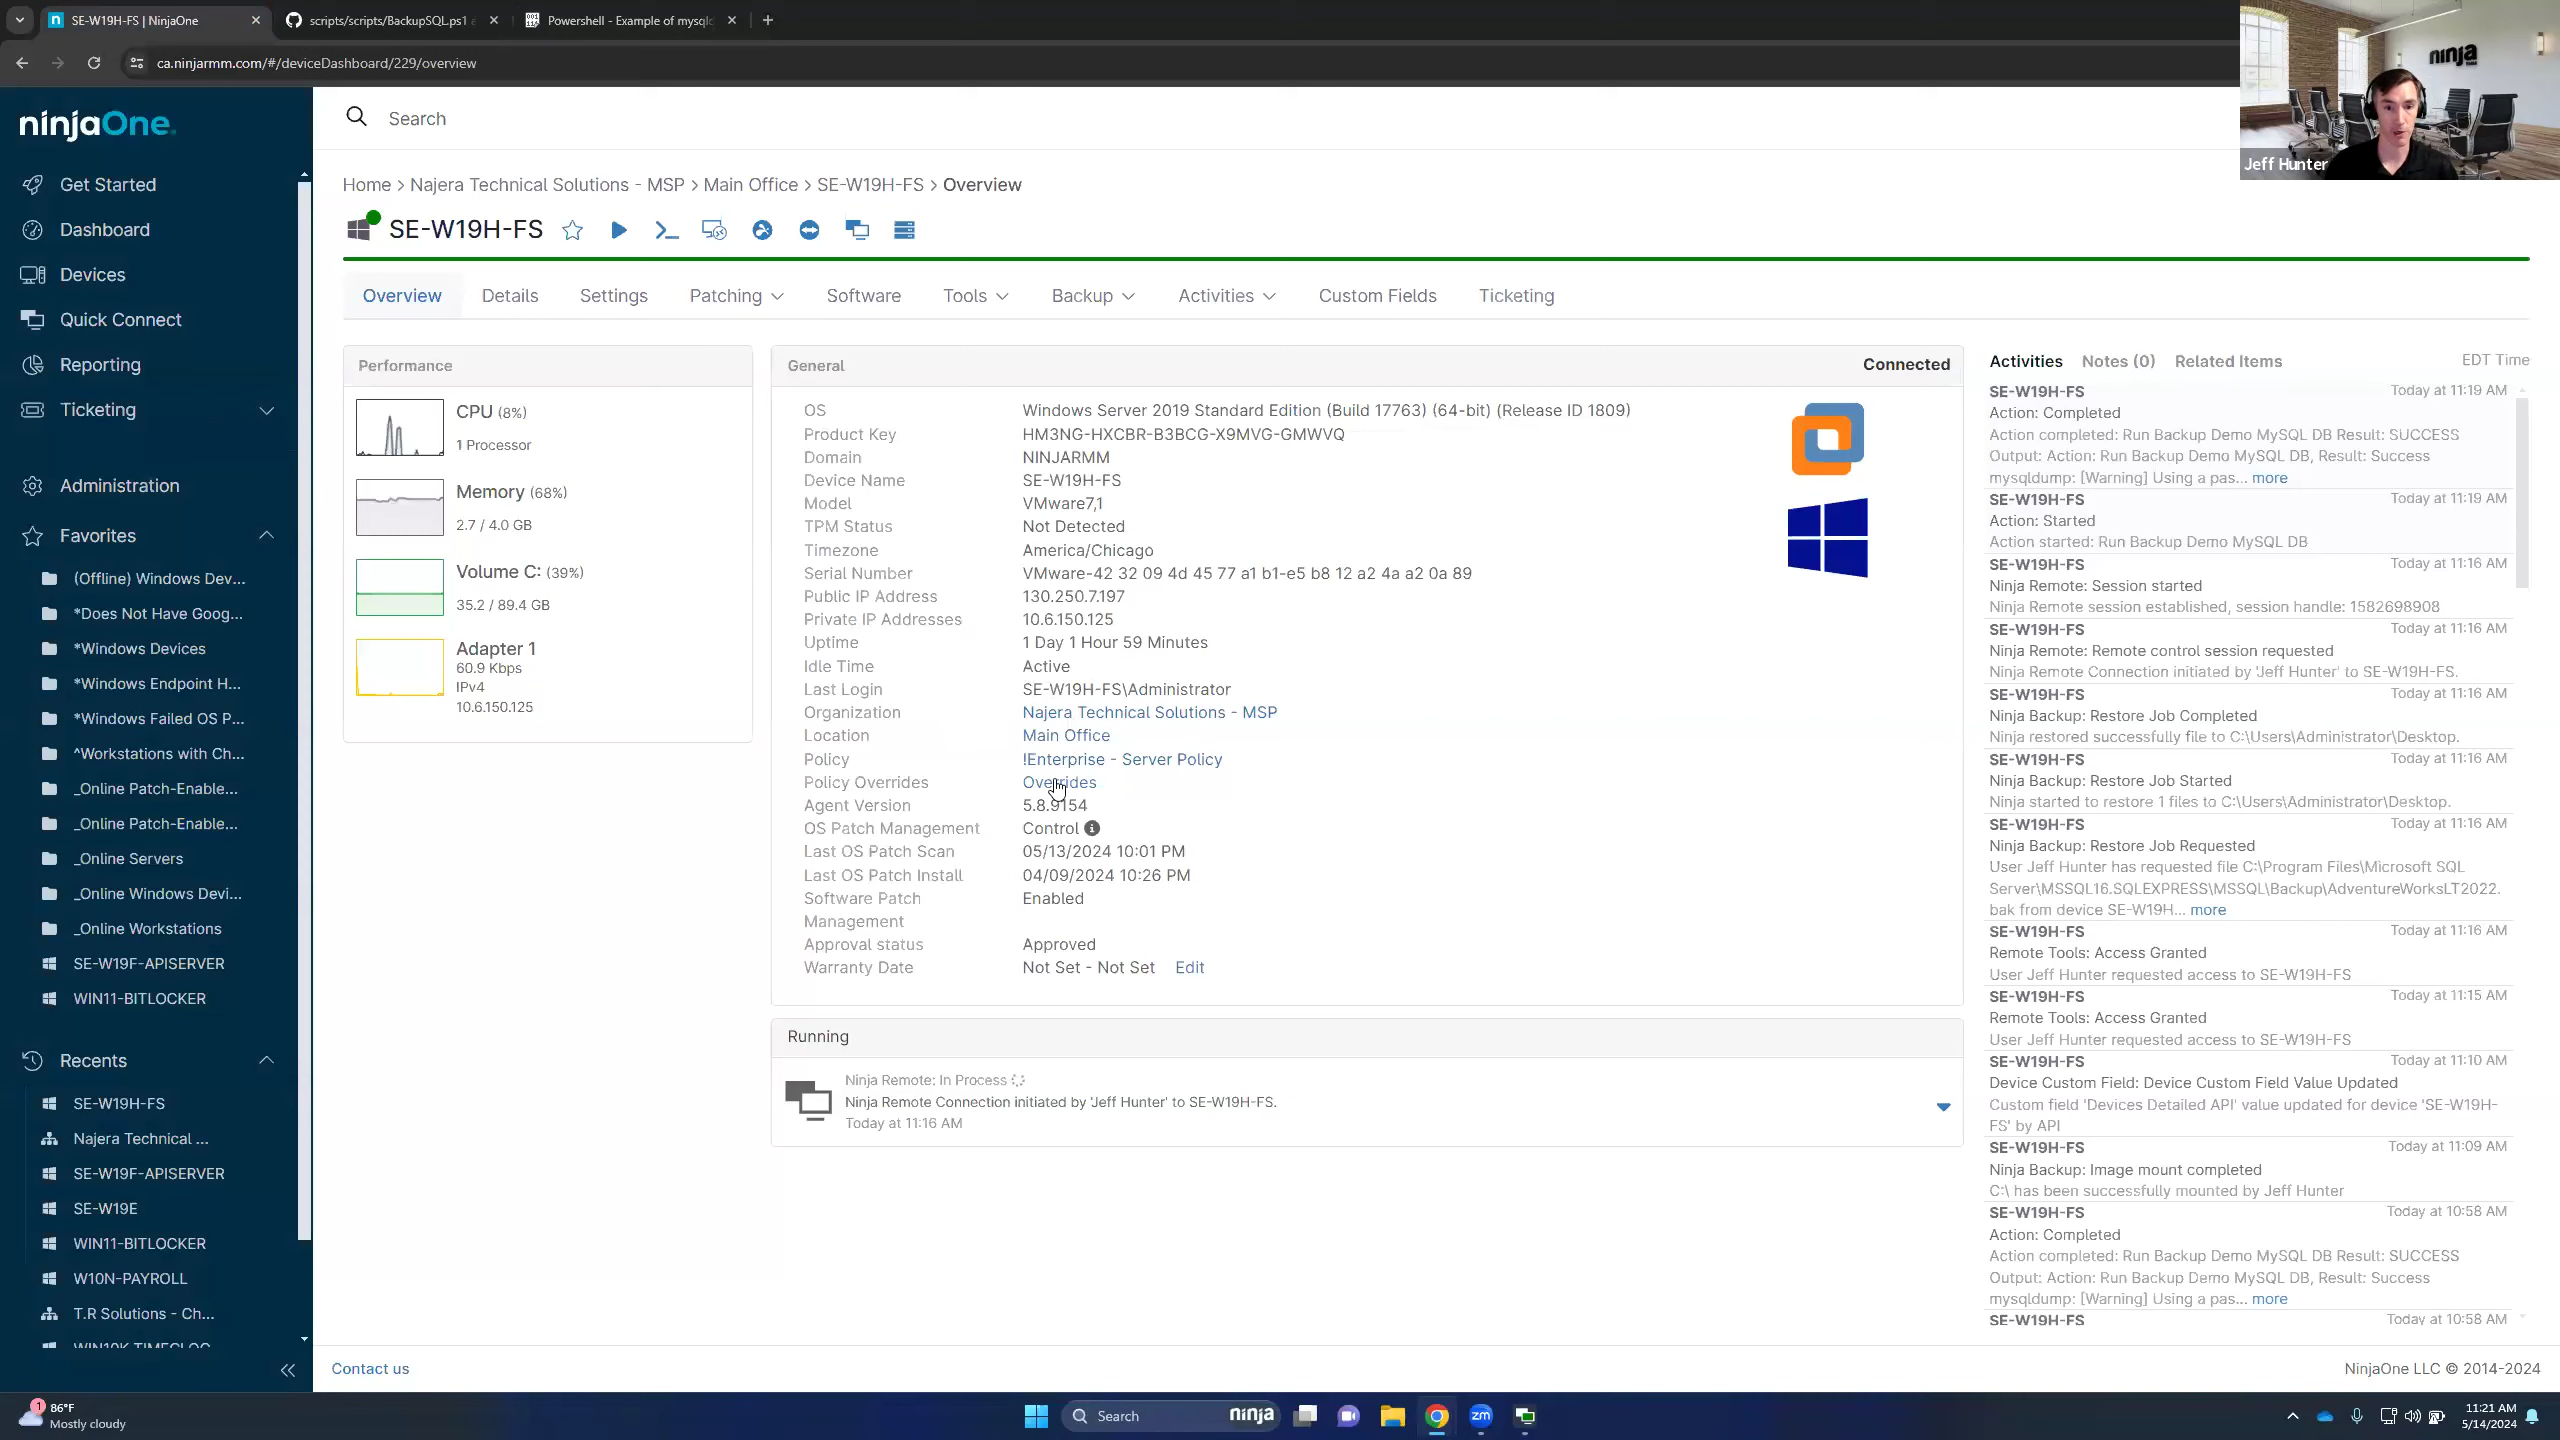 SE-W19H-FS | NinjaOne
scripts/scripts/BackupSQL.ps1
Powershell - Example of mysql
ca.ninjarmm.com/#/deviceDashboard/229/overview
ninja
Jeff Hunter
ninjaOne.
Get Started
Dashboard
Devices
Quick Connect
Reporting
Ticketing
Administration
Favorites
(Offline) Windows Dev...
*Does Not Have Goog...
*Windows Devices
*Windows Endpoint H...
*Windows Failed OS P...
^Workstations with Ch...
_Online Patch-Enable...
_Online Patch-Enable...
_Online Servers
_Online Windows Devi...
_Online Workstations
SE-W19F-APISERVER
WIN11-BITLOCKER
Recents
SE-W19H-FS
Najera Technical ...
SE-W19F-APISERVER
SE-W19E
WIN11-BITLOCKER
W10N-PAYROLL
T.R Solutions - Ch...
Search
Home > Najera Technical Solutions - MSP > Main Office > SE-W19H-FS > Overview
SE-W19H-FS
Overview
Details
Settings
Patching
Software
Tools
Backup
Activities
Custom Fields
Ticketing
Performance
CPU (8%)
1 Processor
Memory (68%)
2.7 / 4.0 GB
Volume C: (39%)
35.2 / 89.4 GB
Adapter 1
60.9 Kbps
IPv4
10.6.150.125
General
Connected
OS Windows Server 2019 Standard Edition (Build 17763) (64-bit) (Release ID 1809)
Product Key HM3NG-HXCBR-B3BCG-X9MVG-GMWVQ
Domain NINJARMM
Device Name SE-W19H-FS
Model VMware7,1
TPM Status Not Detected
Timezone America/Chicago
Serial Number VMware-42 32 09 4d 45 77 a1 b1-e5 b8 12 a2 4a a2 0a 89
Public IP Address 130.250.7.197
Private IP Addresses 10.6.150.125
Uptime 1 Day 1 Hour 59 Minutes
Idle Time Active
Last Login SE-W19H-FS\Administrator
Organization Najera Technical Solutions - MSP
Location Main Office
Policy !Enterprise - Server Policy
Policy Overrides Overrides
Agent Version 5.8.9154
OS Patch Management Control
Last OS Patch Scan 05/13/2024 10:01 PM
Last OS Patch Install 04/09/2024 10:26 PM
Software Patch Enabled
Management
Approval status Approved
Warranty Date Not Set - Not Set Edit
Running
Ninja Remote: In Process
Ninja Remote Connection initiated by 'Jeff Hunter' to SE-W19H-FS.
Today at 11:16 AM
Activities
Notes (0)
Related Items
EDT Time
SE-W19H-FS Today at 11:19 AM
Action: Completed
Action completed: Run Backup Demo MySQL DB Result: SUCCESS
Output: Action: Run Backup Demo MySQL DB, Result: Success
mysqldump: [Warning] Using a pas... more
SE-W19H-FS Today at 11:19 AM
Action: Started
Action started: Run Backup Demo MySQL DB
SE-W19H-FS Today at 11:16 AM
Ninja Remote: Session started
Ninja Remote session established, session handle: 1582698908
SE-W19H-FS Today at 11:16 AM
Ninja Remote: Remote control session requested
Ninja Remote Connection initiated by 'Jeff Hunter' to SE-W19H-FS.
SE-W19H-FS Today at 11:16 AM
Ninja Backup: Restore Job Completed
Ninja restored successfully file to C:\Users\Administrator\Desktop.
SE-W19H-FS Today at 11:16 AM
Ninja Backup: Restore Job Started
Ninja started to restore 1 files to C:\Users\Administrator\Desktop.
SE-W19H-FS Today at 11:16 AM
Ninja Backup: Restore Job Requested
User Jeff Hunter has requested file C:\Program Files\Microsoft SQL
Server\MSSQL16.SQLEXPRESS\MSSQL\Backup\AdventureWorksLT2022.
bak from device SE-W19H... more
SE-W19H-FS Today at 11:16 AM
Remote Tools: Access Granted
User Jeff Hunter requested access to SE-W19H-FS
SE-W19H-FS Today at 11:15 AM
Remote Tools: Access Granted
User Jeff Hunter requested access to SE-W19H-FS
SE-W19H-FS Today at 11:10 AM
Device Custom Field: Device Custom Field Value Updated
Custom field 'Devices Detailed API' value updated for device 'SE-W19H-
FS' by API
SE-W19H-FS Today at 11:09 AM
Ninja Backup: Image mount completed
C:\ has been successfully mounted by Jeff Hunter
SE-W19H-FS Today at 10:58 AM
Action: Completed
Action completed: Run Backup Demo MySQL DB Result: SUCCESS
Output: Action: Run Backup Demo MySQL DB, Result: Success
mysqldump: [Warning] Using a pas... more
SE-W19H-FS Today at 10:58 AM
Contact us
NinjaOne LLC © 2014-2024
1
86°F
Mostly cloudy
Search
ninja
zm
11:21 AM
5/14/2024